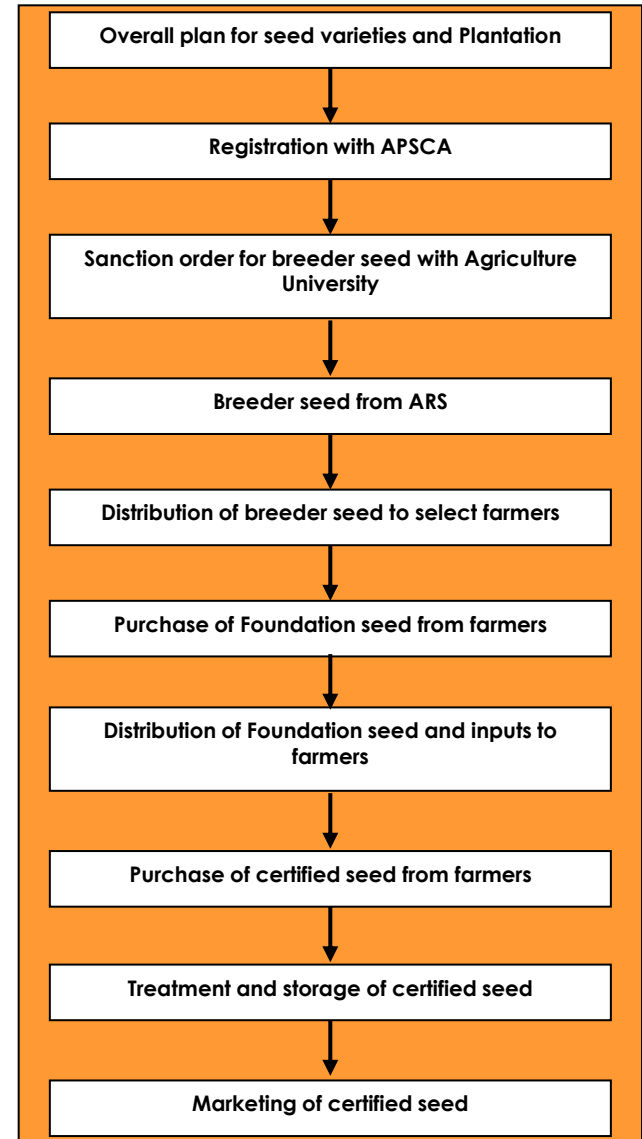 Overall plan for seed varieties and Plantation
Registration with APSCA
Sanction order for breeder seed with Agriculture
University
Breeder seed from ARS
Distribution of breeder seed to select farmers
Purchase of Foundation seed from farmers
Distribution of Foundation seed and inputs to
farmers
Purchase of certified seed from farmers
Treatment and storage of certified seed
Marketing of certified seed